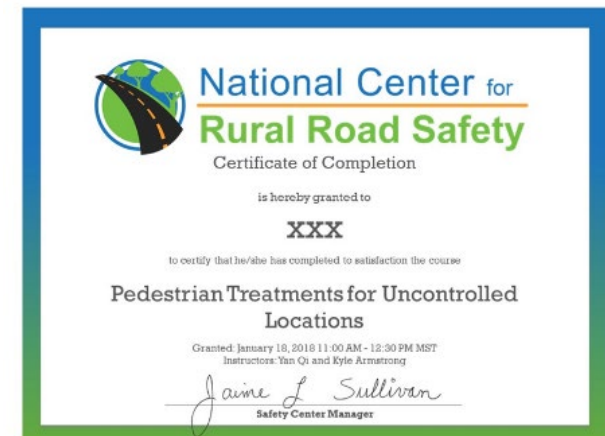 National Center for
Rural Road Safety
Certificate of Completion
is hereby granted to
XXX
to certify that he/she has completed to satisfaction the course
Pedestrian Treatments for Uncontrolled
Locations
Granted: January 18, 2018 11:00 AM - 12:30 PM MST
Instructors: Yan Qi and Kyle Armstrong
Jaime L Sullivan
Safety Center Manager